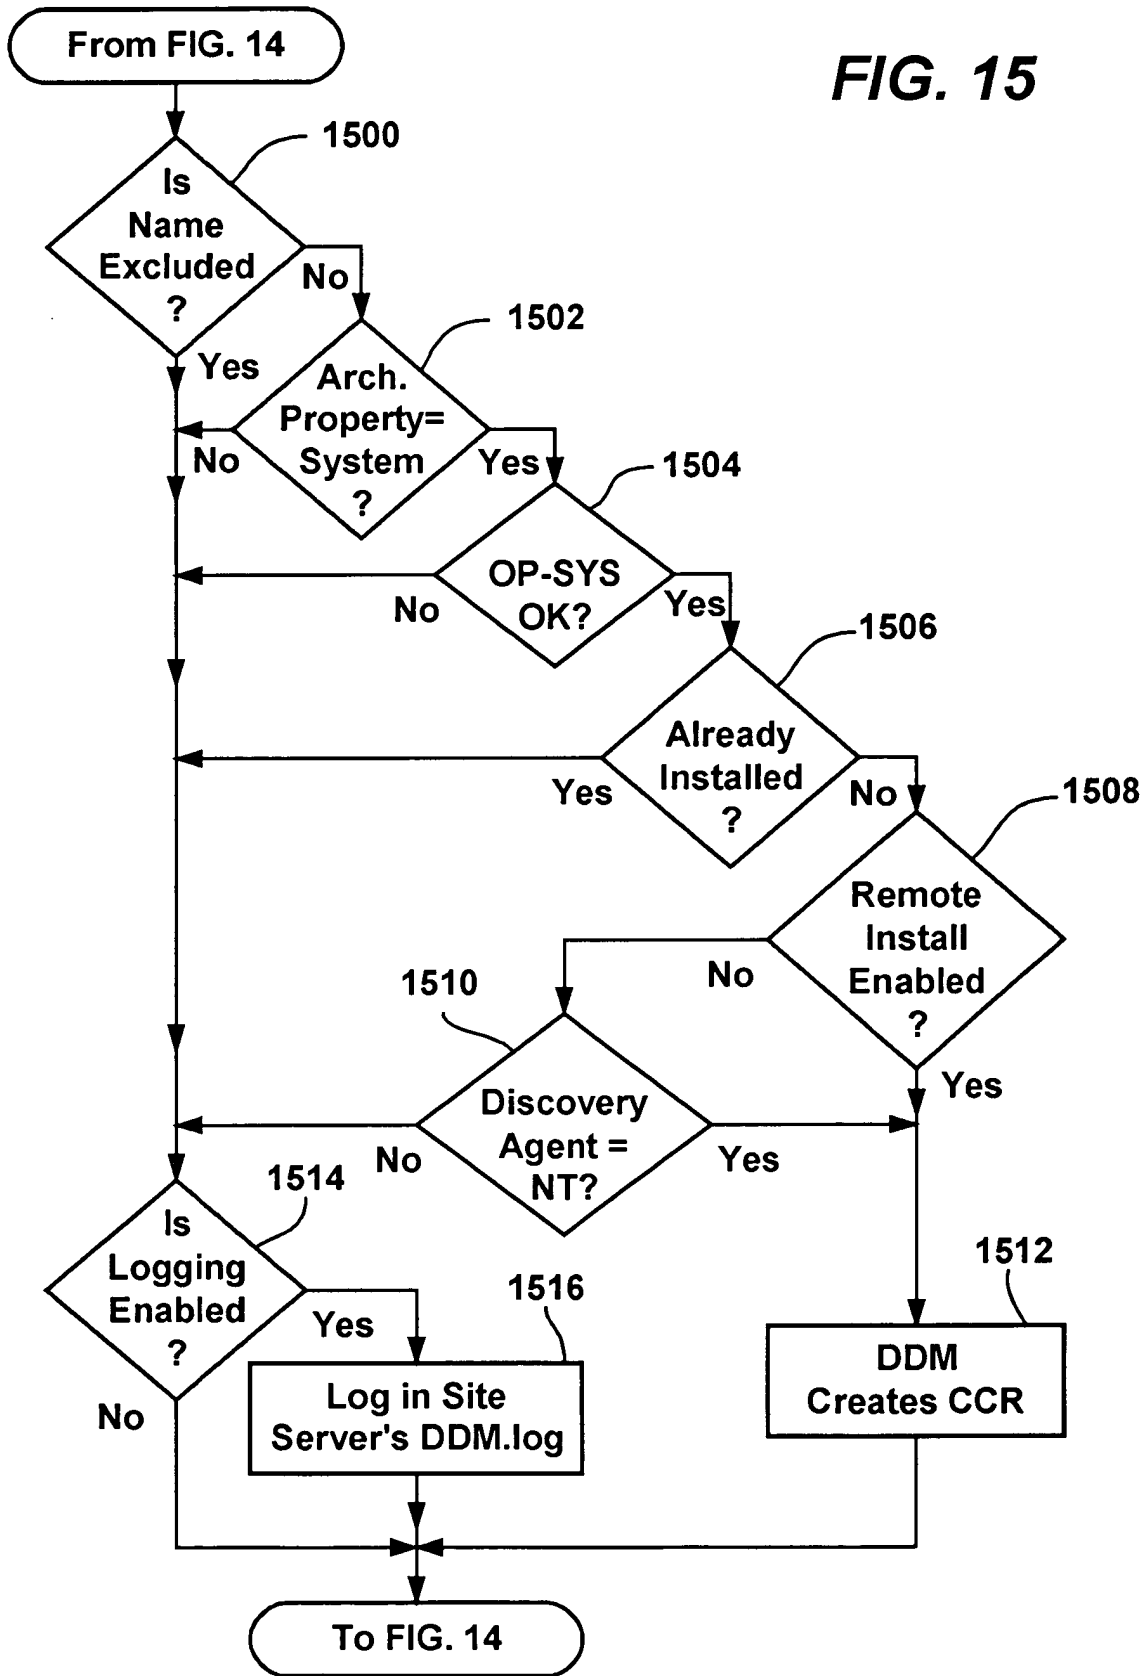 From FIG. 14
FIG. 15
1500
Is
Name
Excluded
?
No
Yes
1502
Arch.
Property=
System
?
No
Yes
1504
OP-SYS
OK?
No
Yes
1506
Already
Installed
?
Yes
No
1508
Remote
Install
Enabled
?
No
Yes
1510
Discovery
Agent =
NT?
No
Yes
1514
Is
Logging
Enabled
?
Yes
No
1516
Log in Site
Server's DDM.log
1512
DDM
Creates CCR
To FIG. 14